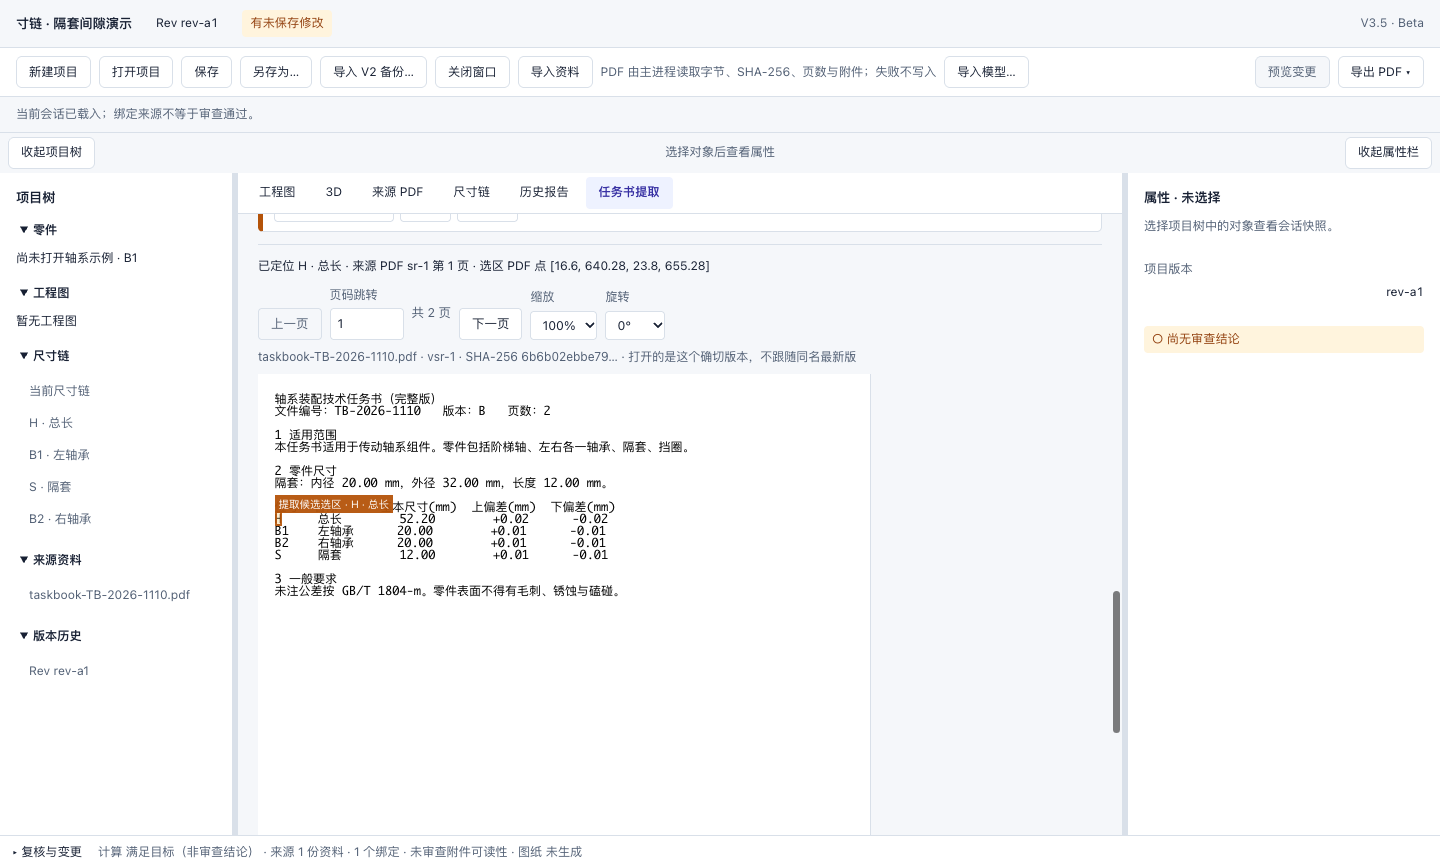 寸链 · 隔套间隙演示 Rev rev-a1 有未保存修改 V3.5 · Beta
新建项目 打开项目 保存 另存为… 导入 V2 备份… 关闭窗口 导入资料 PDF 由主进程读取字节、SHA-256、页数与附件；失败不写入 导入模型… 预览变更 导出 PDF ▾
当前会话已载入；绑定来源不等于审查通过。
收起项目树 选择对象后查看属性 收起属性栏
项目树
▼ 零件
尚未打开轴系示例 · B1
▼ 工程图
暂无工程图
▼ 尺寸链
当前尺寸链
H · 总长
B1 · 左轴承
S · 隔套
B2 · 右轴承
▼ 来源资料
taskbook-TB-2026-1110.pdf
▼ 版本历史
Rev rev-a1
工程图 3D 来源 PDF 尺寸链 历史报告 任务书提取
已定位 H · 总长 · 来源 PDF sr-1 第 1 页 · 选区 PDF 点 [16.6, 640.28, 23.8, 655.28]
页码跳转 缩放 旋转
上一页 1 共 2 页 下一页 100% 0°
taskbook-TB-2026-1110.pdf · vsr-1 · SHA-256 6b6b02ebbe79… · 打开的是这个确切版本，不跟随同名最新版
轴系装配技术任务书（完整版）
文件编号：TB-2026-1110 版本：B 页数：2
1 适用范围
本任务书适用于传动轴系组件。零件包括阶梯轴、左右各一轴承、隔套、挡圈。
2 零件尺寸
隔套：内径 20.00 mm，外径 32.00 mm，长度 12.00 mm。
提取候选选区 · H · 总长 本尺寸(mm) 上偏差(mm) 下偏差(mm)
H 总长 52.20 +0.02 -0.02
B1 左轴承 20.00 +0.01 -0.01
B2 右轴承 20.00 +0.01 -0.01
S 隔套 12.00 +0.01 -0.01
3 一般要求
未注公差按 GB/T 1804-m。零件表面不得有毛刺、锈蚀与磕碰。
属性 · 未选择
选择项目树中的对象查看会话快照。
项目版本
rev-a1
○ 尚无审查结论
▸ 复核与变更 计算 满足目标（非审查结论） · 来源 1 份资料 · 1 个绑定 · 未审查附件可读性 · 图纸 未生成